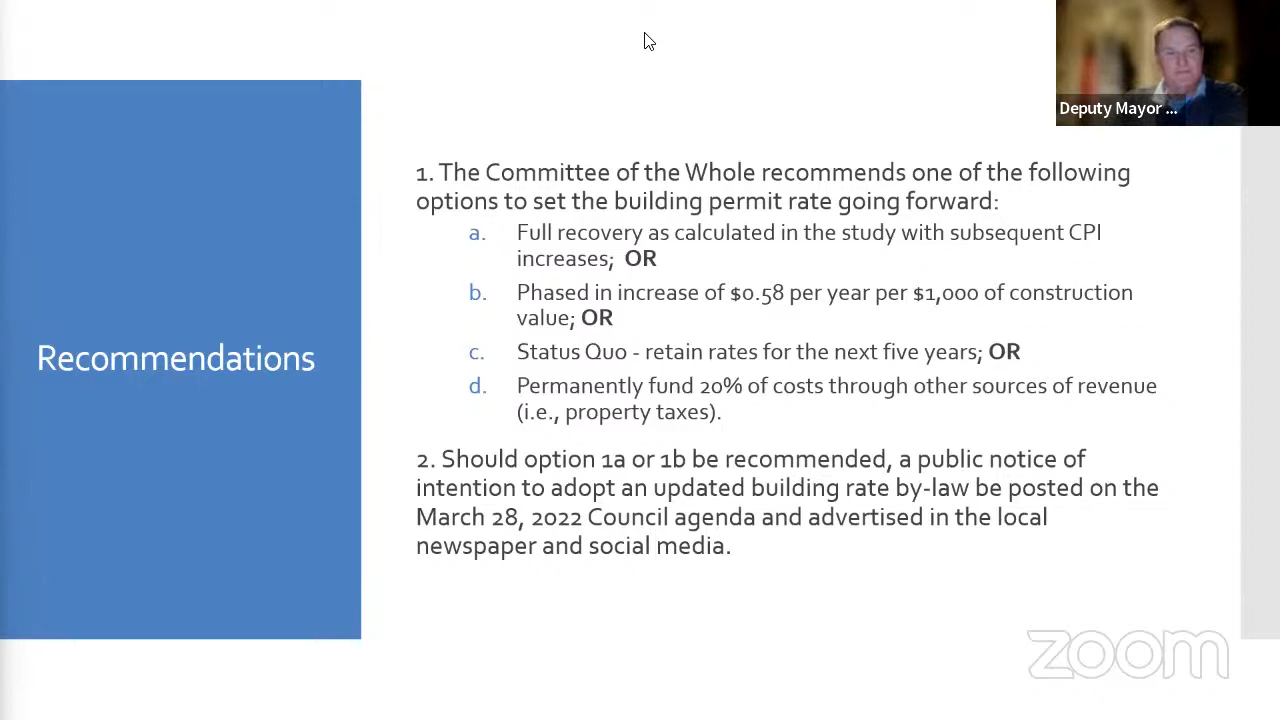 Deputy Mayor ...
Recommendations
1. The Committee of the Whole recommends one of the following
options to set the building permit rate going forward:
a. Full recovery as calculated in the study with subsequent CPI
increases; OR
b. Phased in increase of $0.58 per year per $1,000 of construction
value; OR
c. Status Quo - retain rates for the next five years; OR
d. Permanently fund 20% of costs through other sources of revenue
(i.e., property taxes).
2. Should option 1a or 1b be recommended, a public notice of
intention to adopt an updated building rate by-law be posted on the
March 28, 2022 Council agenda and advertised in the local
newspaper and social media.
zoom